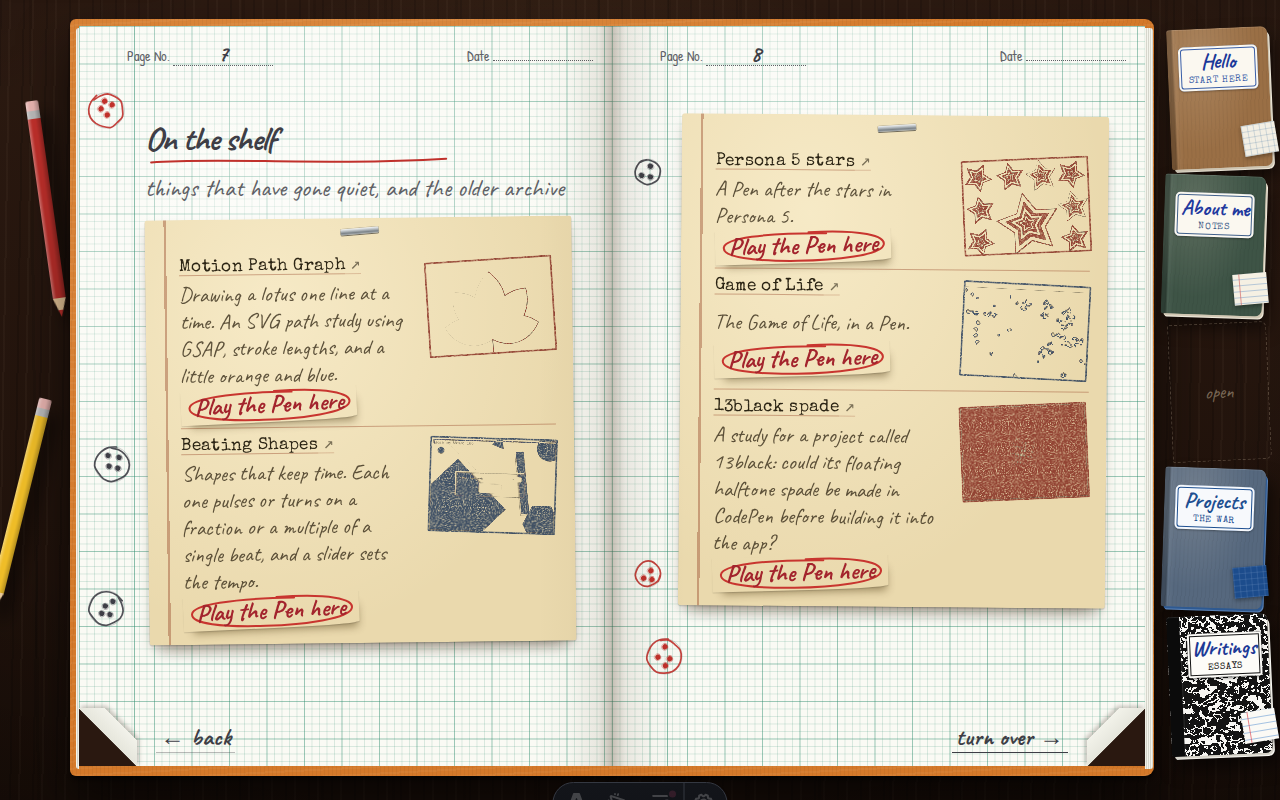 Page No. 7
Date
On the shelf
things that have gone quiet, and the older archive
Motion Path Graph ↗
Drawing a lotus one line at a
time. An SVG path study using
GSAP, stroke lengths, and a
little orange and blue.
Play the Pen here
Beating Shapes ↗
Shapes that keep time. Each
one pulses or turns on a
fraction or a multiple of a
single beat, and a slider sets
the tempo.
Play the Pen here
← back
Page No. 8
Date
Persona 5 stars ↗
A Pen after the stars in
Persona 5.
Play the Pen here
Game of Life ↗
The Game of Life, in a Pen.
Play the Pen here
13black spade ↗
A study for a project called
13black: could its floating
halftone spade be made in
CodePen before building it into
the app?
Play the Pen here
turn over →
Hello
START HERE
About me
NOTES
open
Projects
THE WAR
Writings
ESSAYS